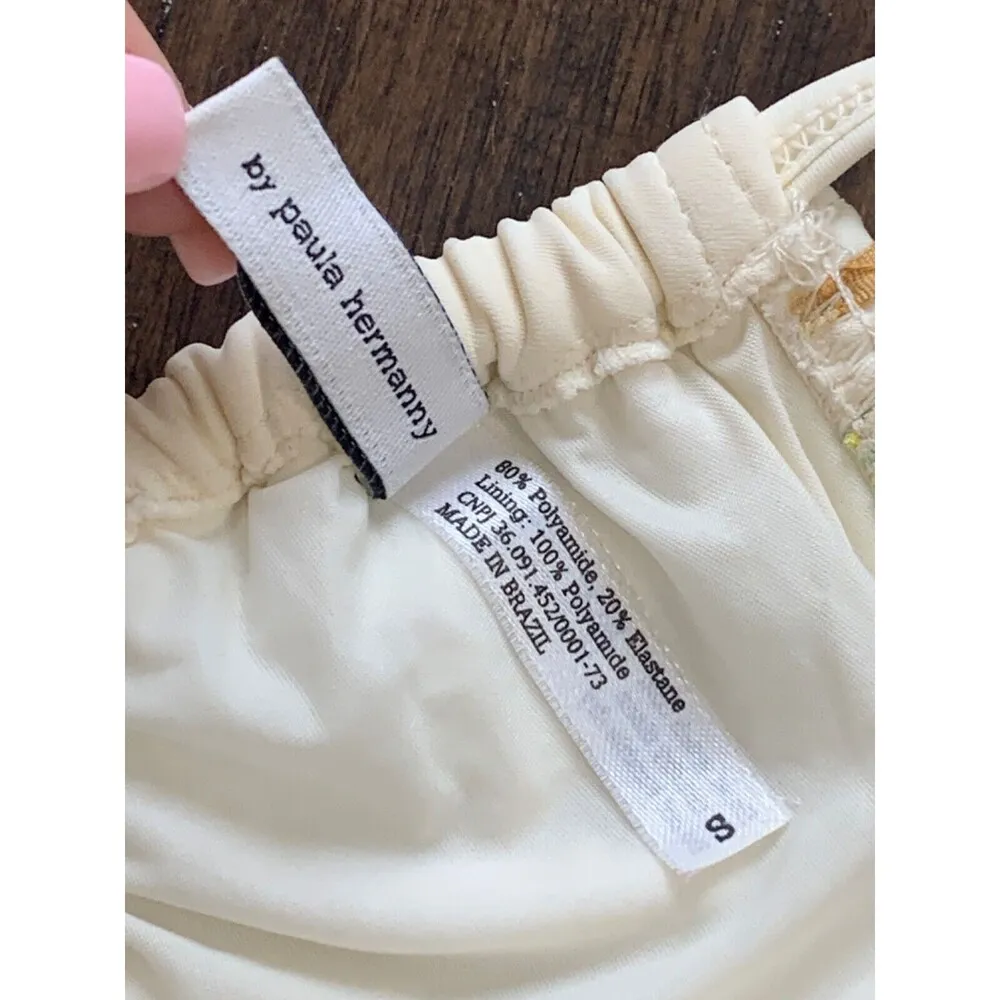 by paula hermanny
80% Polyamide, 20% Elastane
Lining: 100% Polyamide
CNPJ 36.091.452/0001-73
MADE IN BRAZIL
S